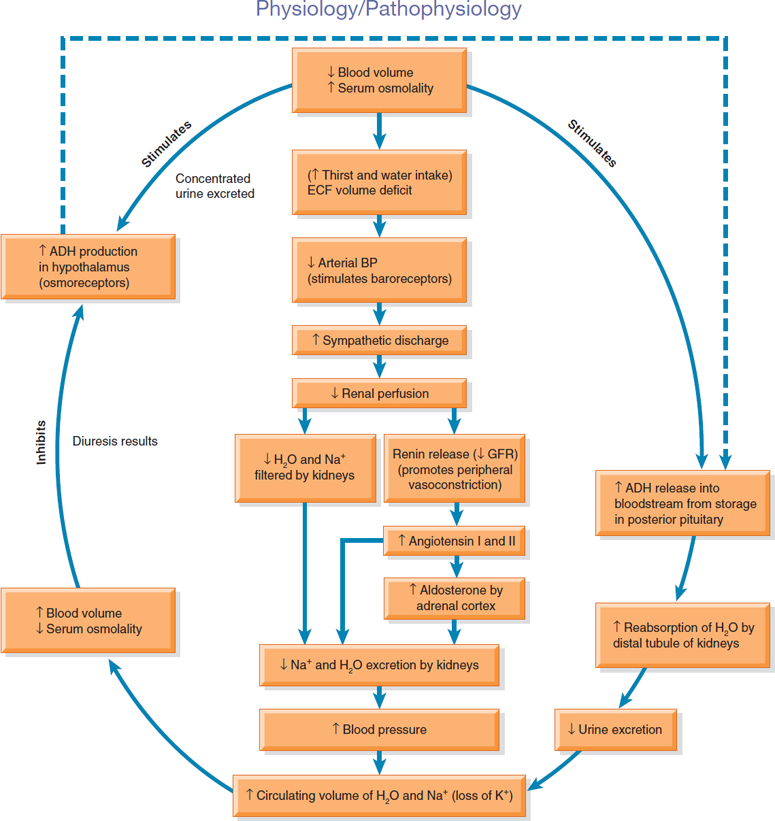 Physiology/Pathophysiology
↓ Blood volume
↑ Serum osmolality
Stimulates
Stimulates
Concentrated
urine excreted
(↑ Thirst and water intake)
ECF volume deficit
↑ ADH production
in hypothalamus
(osmoreceptors)
↓ Arterial BP
(stimulates baroreceptors)
↑ Sympathetic discharge
↓ Renal perfusion
Inhibits
Diuresis results
↓ H₂O and Na⁺
filtered by kidneys
Renin release (↓ GFR)
(promotes peripheral
vasoconstriction)
↑ ADH release into
bloodstream from storage
in posterior pituitary
↑ Angiotensin I and II
↑ Aldosterone by
adrenal cortex
↑ Blood volume
↓ Serum osmolality
↑ Reabsorption of H₂O by
distal tubule of kidneys
↓ Na⁺ and H₂O excretion by kidneys
↑ Blood pressure
↓ Urine excretion
↑ Circulating volume of H₂O and Na⁺ (loss of K⁺)